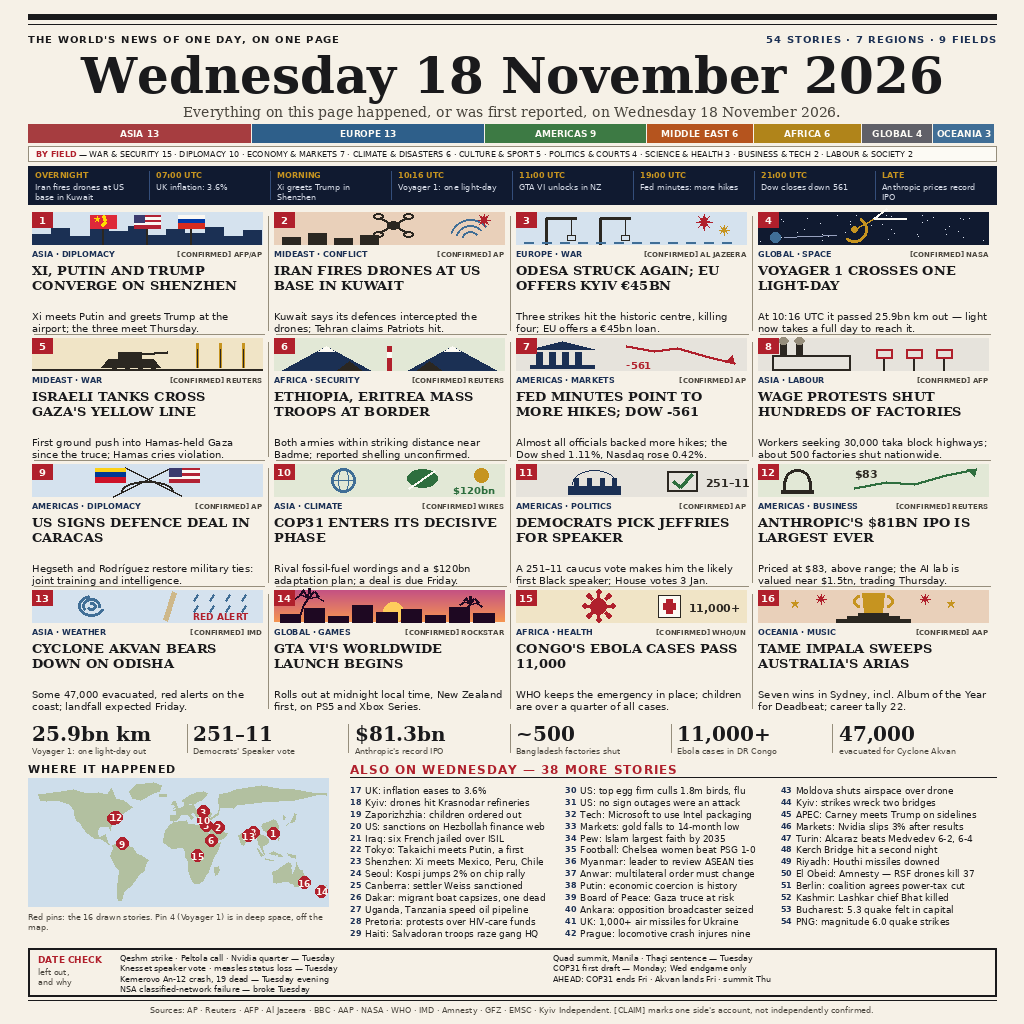 THE WORLD'S NEWS OF ONE DAY, ON ONE PAGE
54 STORIES · 7 REGIONS · 9 FIELDS
Wednesday 18 November 2026
Everything on this page happened, or was first reported, on Wednesday 18 November 2026.
ASIA 13
EUROPE 13
AMERICAS 9
MIDDLE EAST 6
AFRICA 6
GLOBAL 4
OCEANIA 3
BY FIELD — WAR & SECURITY 15 · DIPLOMACY 10 · ECONOMY & MARKETS 7 · CLIMATE & DISASTERS 6 · CULTURE & SPORT 5 · POLITICS & COURTS 4 · SCIENCE & HEALTH 3 · BUSINESS & TECH 2 · LABOUR & SOCIETY 2
OVERNIGHT
Iran fires drones at US
base in Kuwait
07:00 UTC
UK inflation: 3.6%
MORNING
Xi greets Trump in
Shenzhen
10:16 UTC
Voyager 1: one light-day
11:00 UTC
GTA VI unlocks in NZ
19:00 UTC
Fed minutes: more hikes
21:00 UTC
Dow closes down 561
LATE
Anthropic prices record
IPO
1
ASIA · DIPLOMACY
[CONFIRMED] AFP/AP
XI, PUTIN AND TRUMP
CONVERGE ON SHENZHEN
Xi meets Putin and greets Trump at the
airport; the three meet Thursday.
2
MIDEAST · CONFLICT
[CONFIRMED] AP
IRAN FIRES DRONES AT US
BASE IN KUWAIT
Kuwait says its defences intercepted the
drones; Tehran claims Patriots hit.
3
EUROPE · WAR
[CONFIRMED] AL JAZEERA
ODESA STRUCK AGAIN; EU
OFFERS KYIV €45BN
Three strikes hit the historic centre, killing
four; EU offers a €45bn loan.
4
GLOBAL · SPACE
[CONFIRMED] NASA
VOYAGER 1 CROSSES ONE
LIGHT-DAY
At 10:16 UTC it passed 25.9bn km out — light
now takes a full day to reach it.
5
MIDEAST · WAR
[CONFIRMED] REUTERS
ISRAELI TANKS CROSS
GAZA'S YELLOW LINE
First ground push into Hamas-held Gaza
since the truce; Hamas cries violation.
6
AFRICA · SECURITY
[CONFIRMED] REUTERS
ETHIOPIA, ERITREA MASS
TROOPS AT BORDER
Both armies within striking distance near
Badme; reported shelling unconfirmed.
7
-561
AMERICAS · MARKETS
[CONFIRMED] AP
FED MINUTES POINT TO
MORE HIKES; DOW -561
Almost all officials backed more hikes; the
Dow shed 1.11%, Nasdaq rose 0.42%.
8
ASIA · LABOUR
[CONFIRMED] AFP
WAGE PROTESTS SHUT
HUNDREDS OF FACTORIES
Workers seeking 30,000 taka block highways;
about 500 factories shut nationwide.
9
AMERICAS · DIPLOMACY
[CONFIRMED] AP
US SIGNS DEFENCE DEAL IN
CARACAS
Hegseth and Rodríguez restore military ties:
joint training and intelligence.
10
$120bn
ASIA · CLIMATE
[CONFIRMED] WIRES
COP31 ENTERS ITS DECISIVE
PHASE
Rival fossil-fuel wordings and a $120bn
adaptation plan; a deal is due Friday.
11
251–11
AMERICAS · POLITICS
[CONFIRMED] AP
DEMOCRATS PICK JEFFRIES
FOR SPEAKER
A 251–11 caucus vote makes him the likely
first Black speaker; House votes 3 Jan.
12
$83
AMERICAS · BUSINESS
[CONFIRMED] REUTERS
ANTHROPIC'S $81BN IPO IS
LARGEST EVER
Priced at $83, above range; the AI lab is
valued near $1.5tn, trading Thursday.
13
RED ALERT
ASIA · WEATHER
[CONFIRMED] IMD
CYCLONE AKVAN BEARS
DOWN ON ODISHA
Some 47,000 evacuated, red alerts on the
coast; landfall expected Friday.
14
GLOBAL · GAMES
[CONFIRMED] ROCKSTAR
GTA VI'S WORLDWIDE
LAUNCH BEGINS
Rolls out at midnight local time, New Zealand
first, on PS5 and Xbox Series.
15
11,000+
AFRICA · HEALTH
[CONFIRMED] WHO/UN
CONGO'S EBOLA CASES PASS
11,000
WHO keeps the emergency in place; children
are over a quarter of all cases.
16
OCEANIA · MUSIC
[CONFIRMED] AAP
TAME IMPALA SWEEPS
AUSTRALIA'S ARIAS
Seven wins in Sydney, incl. Album of the Year
for Deadbeat; career tally 22.
25.9bn km
Voyager 1: one light-day out
251–11
Democrats' Speaker vote
$81.3bn
Anthropic's record IPO
~500
Bangladesh factories shut
11,000+
Ebola cases in DR Congo
47,000
evacuated for Cyclone Akvan
WHERE IT HAPPENED
12
9
3
10
2
6
15
13
1
16
14
Red pins: the 16 drawn stories. Pin 4 (Voyager 1) is in deep space, off the
map.
ALSO ON WEDNESDAY — 38 MORE STORIES
17 UK: inflation eases to 3.6%
18 Kyiv: drones hit Krasnodar refineries
19 Zaporizhzhia: children ordered out
20 US: sanctions on Hezbollah finance web
21 Iraq: six French jailed over ISIL
22 Tokyo: Takaichi meets Putin, a first
23 Shenzhen: Xi meets Mexico, Peru, Chile
24 Seoul: Kospi jumps 2% on chip rally
25 Canberra: settler Weiss sanctioned
26 Dakar: migrant boat capsizes, one dead
27 Uganda, Tanzania speed oil pipeline
28 Pretoria: protests over HIV-care funds
29 Haiti: Salvadoran troops raze gang HQ
30 US: top egg firm culls 1.8m birds, flu
31 US: no sign outages were an attack
32 Tech: Microsoft to use Intel packaging
33 Markets: gold falls to 14-month low
34 Pew: Islam largest faith by 2035
35 Football: Chelsea women beat PSG 1-0
36 Myanmar: leader to review ASEAN ties
37 Anwar: multilateral order must change
38 Putin: economic coercion is history
39 Board of Peace: Gaza truce at risk
40 Ankara: opposition broadcaster seized
41 UK: 1,000+ air missiles for Ukraine
42 Prague: locomotive crash injures nine
43 Moldova shuts airspace over drone
44 Kyiv: strikes wreck two bridges
45 APEC: Carney meets Trump on sidelines
46 Markets: Nvidia slips 3% after results
47 Turin: Alcaraz beats Medvedev 6-2, 6-4
48 Kerch Bridge hit a second night
49 Riyadh: Houthi missiles downed
50 El Obeid: Amnesty — RSF drones kill 37
51 Berlin: coalition agrees power-tax cut
52 Kashmir: Lashkar chief Bhat killed
53 Bucharest: 5.3 quake felt in capital
54 PNG: magnitude 6.0 quake strikes
DATE CHECK
left out,
and why
Qeshm strike · Peltola call · Nvidia quarter — Tuesday
Knesset speaker vote · measles status loss — Tuesday
Kemerovo An-12 crash, 19 dead — Tuesday evening
NSA classified-network failure — broke Tuesday
Quad summit, Manila · Thaçi sentence — Tuesday
COP31 first draft — Monday; Wed endgame only
AHEAD: COP31 ends Fri · Akvan lands Fri · summit Thu
Sources: AP · Reuters · AFP · Al Jazeera · BBC · AAP · NASA · WHO · IMD · Amnesty · GFZ · EMSC · Kyiv Independent. [CLAIM] marks one side's account, not independently confirmed.